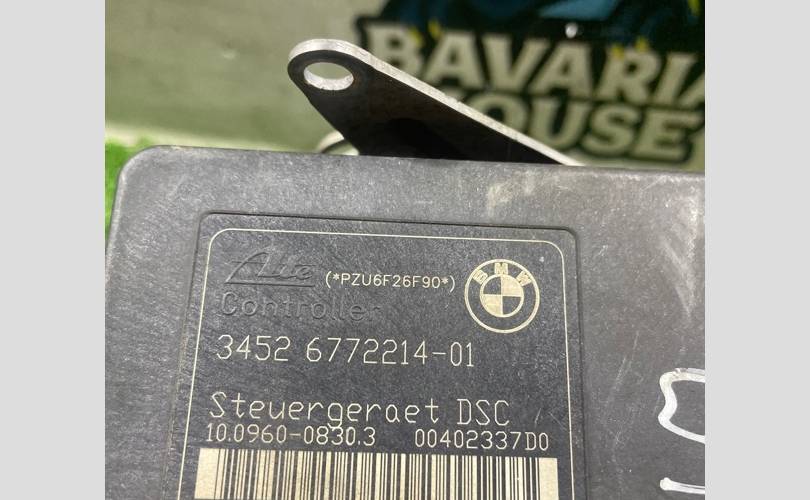 BAVARIA
HOUSE
Ate (*PZU6F26F90*) BMW
Controller
3452 6772214-01
Steuergeraet DSC
10.0960-0830.3 00402337D0